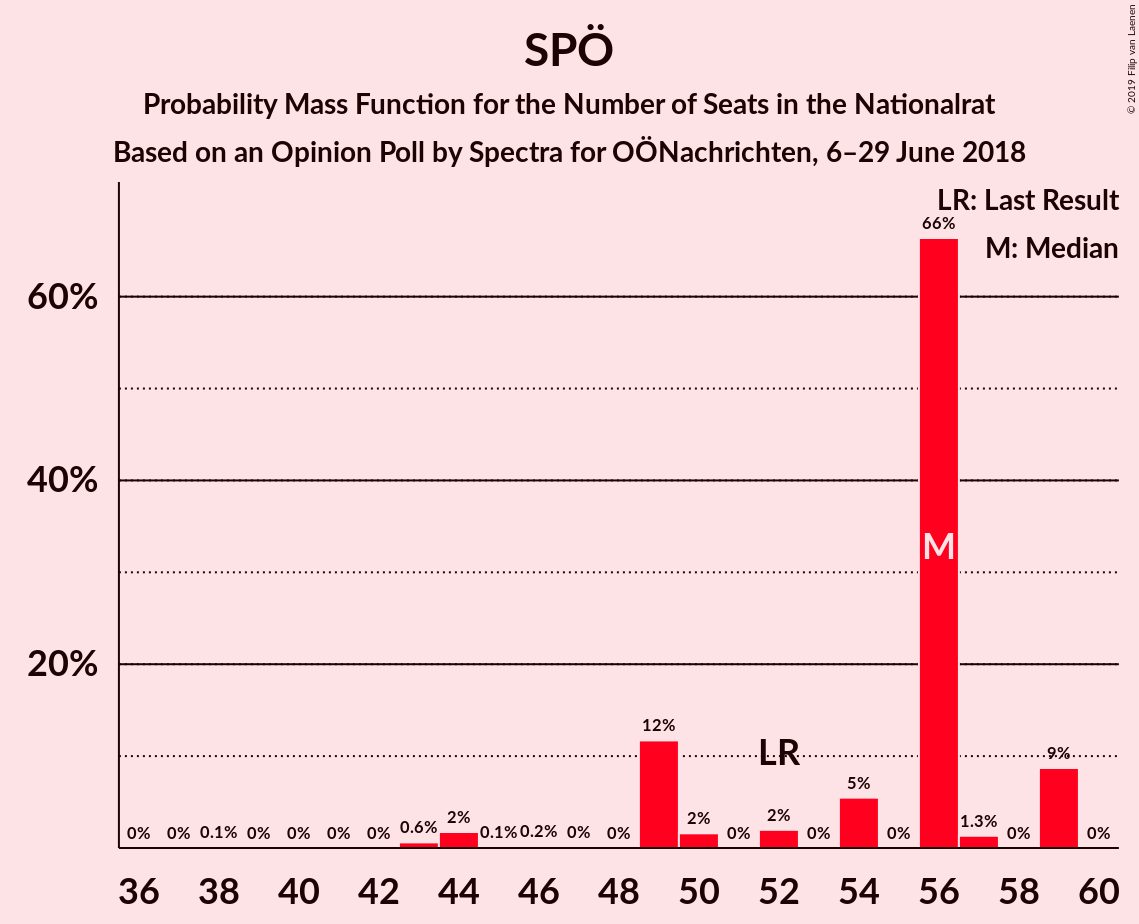 SPÖ
Probability Mass Function for the Number of Seats in the Nationalrat
Based on an Opinion Poll by Spectra for OÖNachrichten, 6–29 June 2018
© 2019 Filip van Laenen
LR: Last Result
M: Median
66%
60%
40%
M
20%
12%
LR
9%
5%
0% 0% 0.1% 0% 0% 0% 0% 0.6% 2% 0.1% 0.2% 0% 0% 2% 0% 2% 0% 0% 1.3% 0% 0%
36 38 40 42 44 46 48 50 52 54 56 58 60